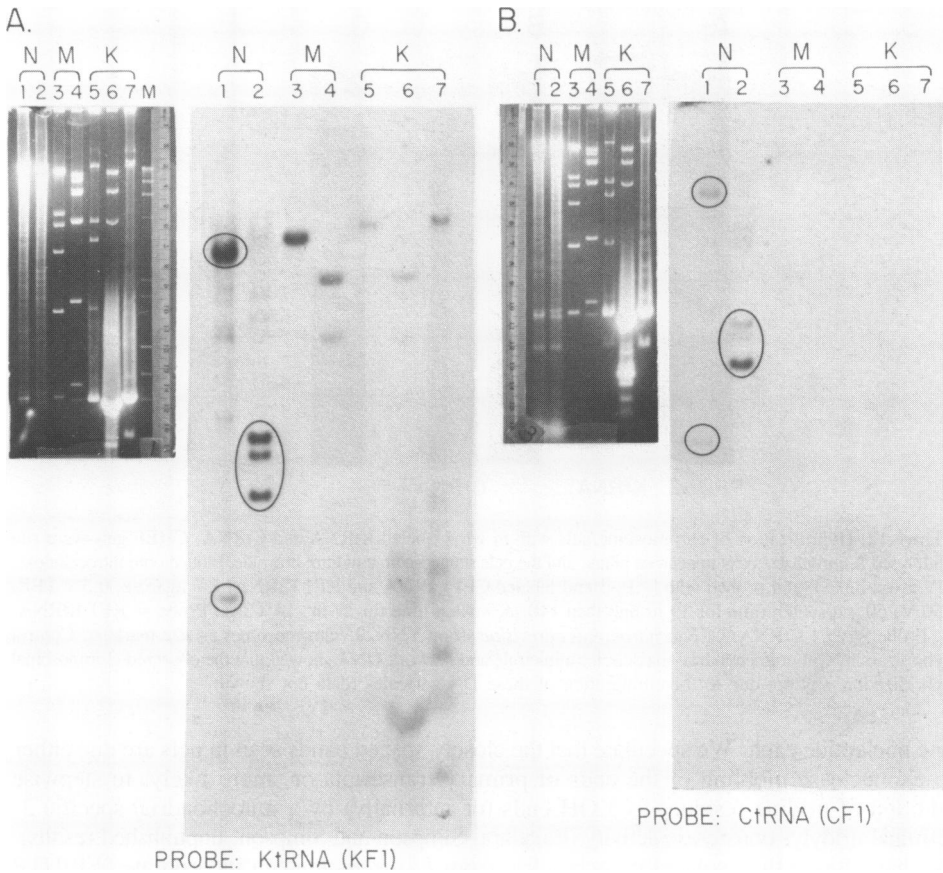 A.
N M K
1 2 3 4 5 6 7 M
N M K
1 2 3 4 5 6 7
PROBE: KtRNA (KF1)
B.
N M K
1 2 3 4 5 6 7
N M K
1 2 3 4 5 6 7
PROBE: CtRNA (CF1)